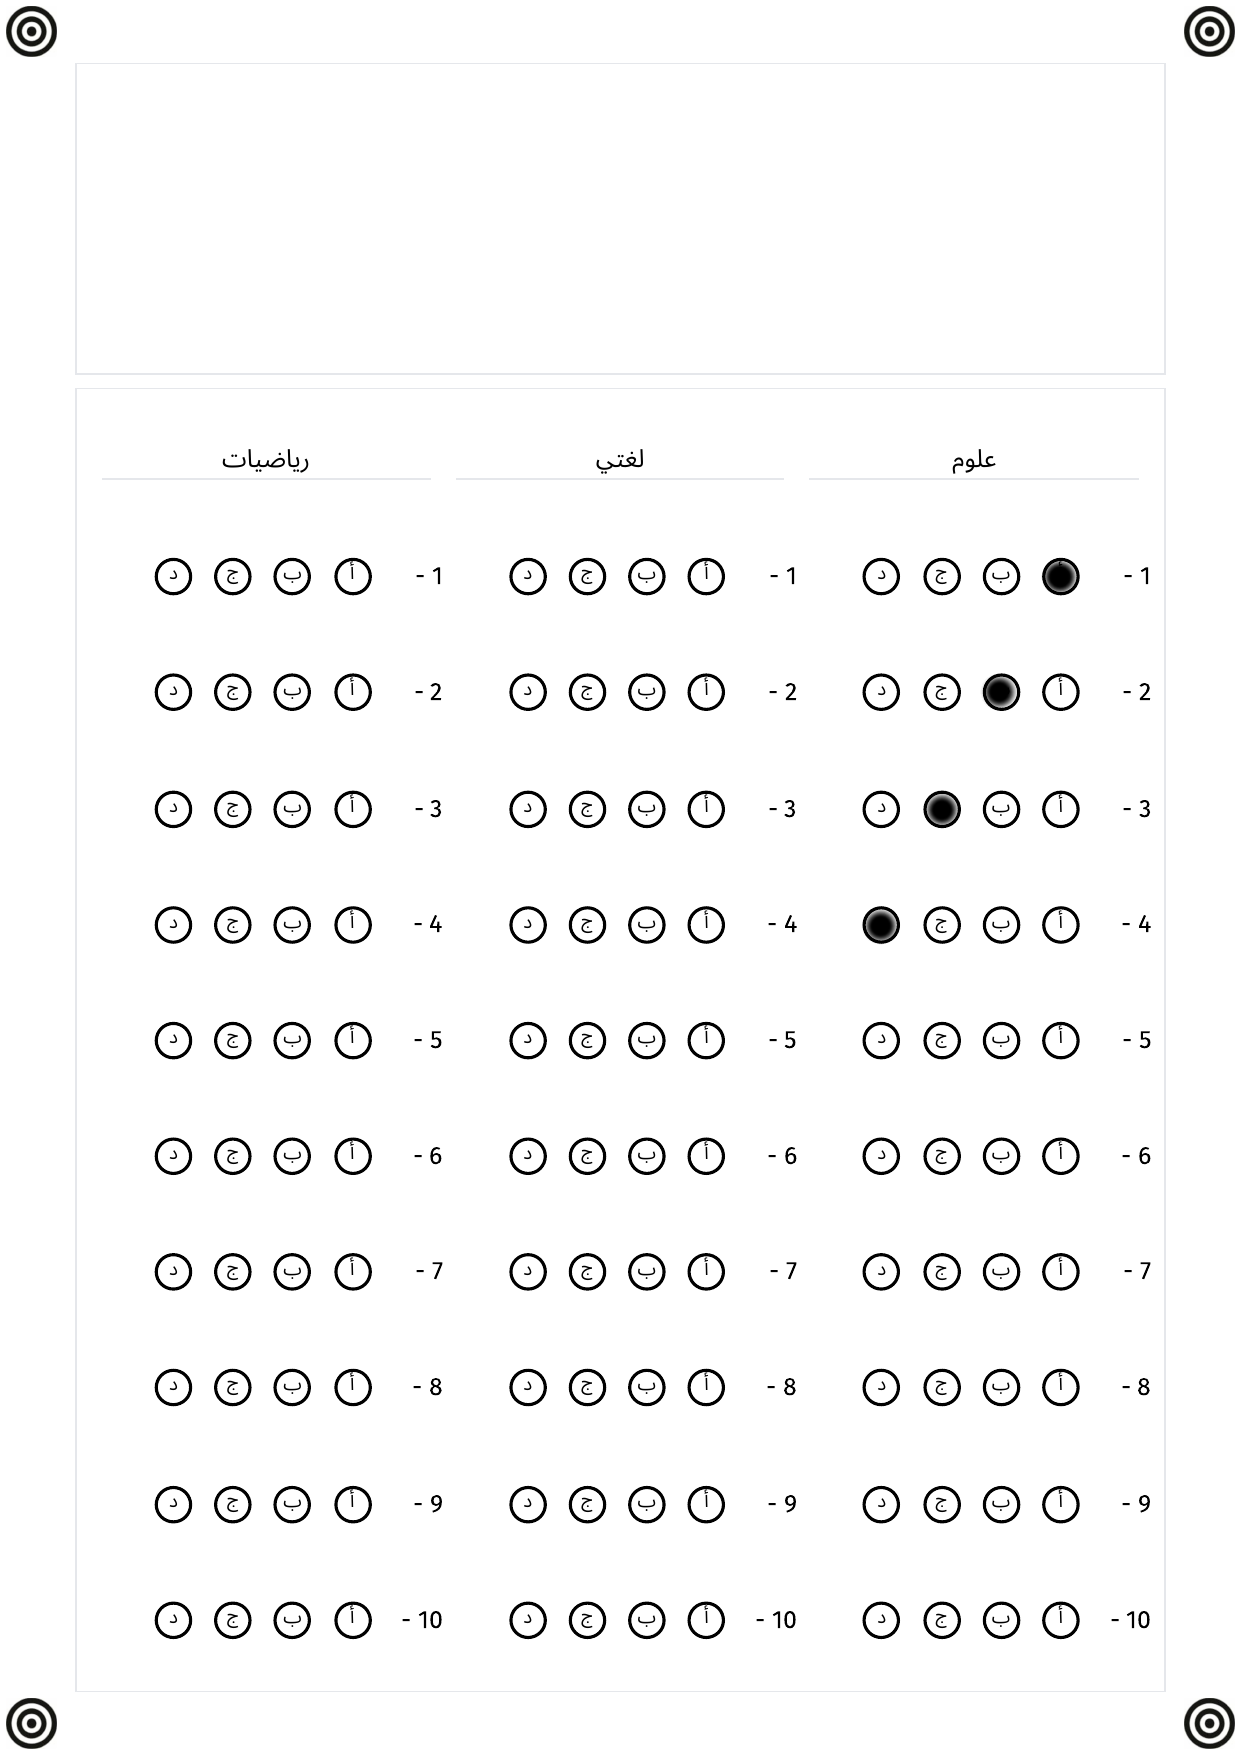 علوم لغتي رياضيات
1 - أ ب ج د 1 - أ ب ج د 1 - أ ب ج د
2 - أ ج د 2 - أ ب ج د 2 - أ ب ج د
3 - أ ب د 3 - أ ب ج د 3 - أ ب ج د
4 - أ ب ج 4 - أ ب ج د 4 - أ ب ج د
5 - أ ب ج د 5 - أ ب ج د 5 - أ ب ج د
6 - أ ب ج د 6 - أ ب ج د 6 - أ ب ج د
7 - أ ب ج د 7 - أ ب ج د 7 - أ ب ج د
8 - أ ب ج د 8 - أ ب ج د 8 - أ ب ج د
9 - أ ب ج د 9 - أ ب ج د 9 - أ ب ج د
10 - أ ب ج د 10 - أ ب ج د 10 - أ ب ج د